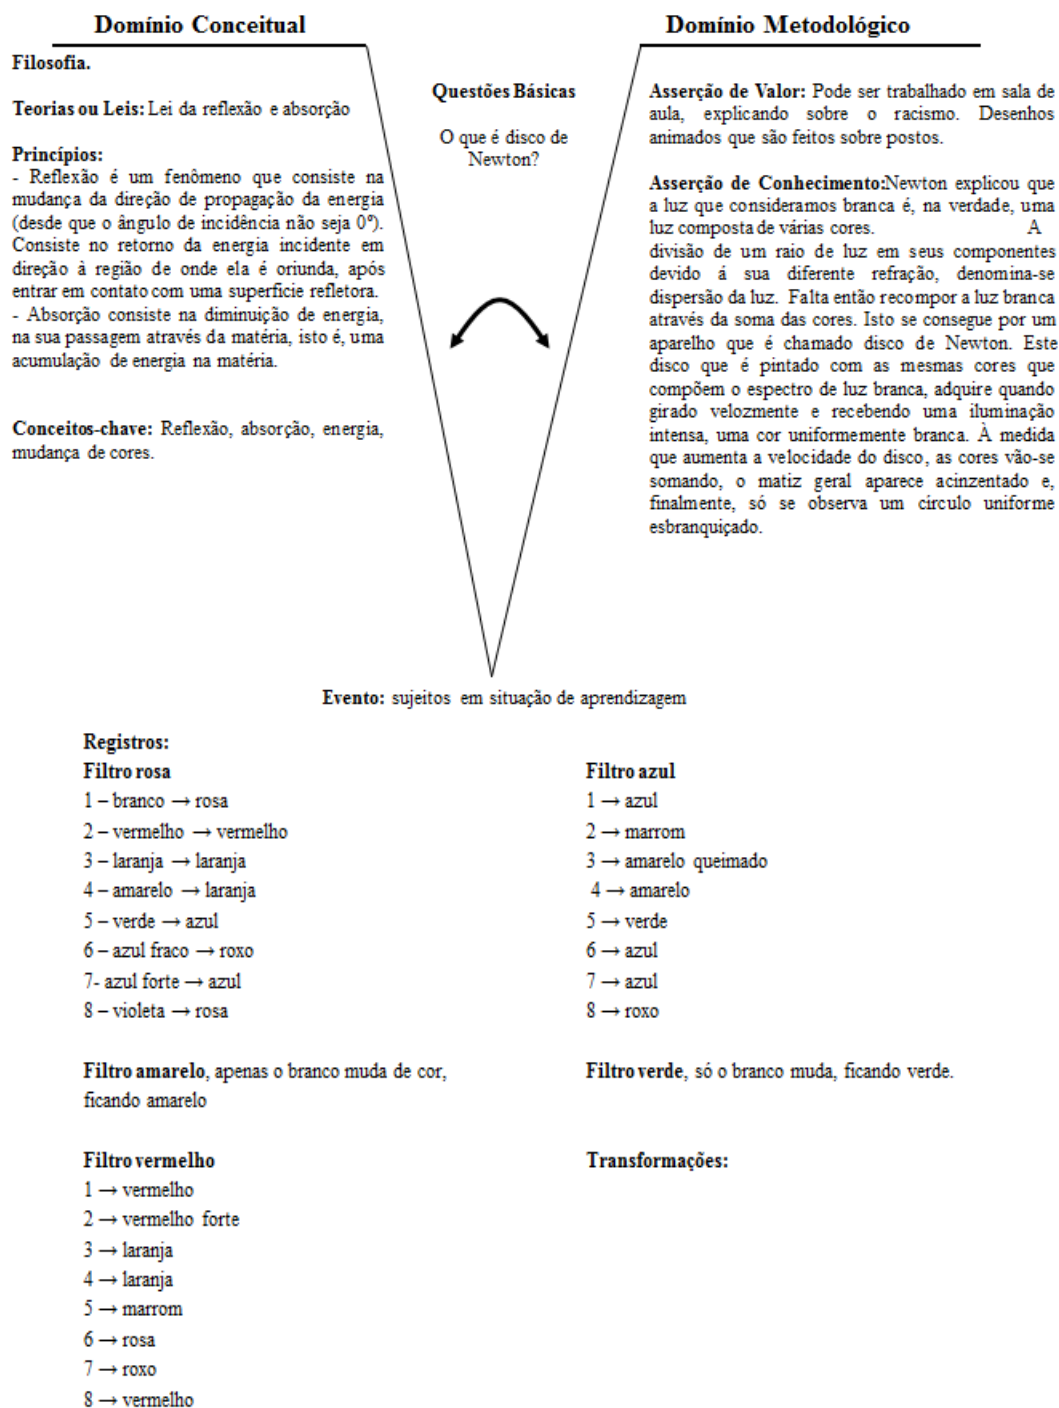 Domínio Conceitual
Filosofia.
Teorias ou Leis: Lei da reflexão e absorção
Princípios:
- Reflexão é um fenômeno que consiste na
mudança da direção de propagação da energia
(desde que o ângulo de incidência não seja 0º).
Consiste no retorno da energia incidente em
direção à região de onde ela é oriunda, após
entrar em contato com uma superfície refletora.
- Absorção consiste na diminuição de energia,
na sua passagem através da matéria, isto é, uma
acumulação de energia na matéria.
Conceitos-chave: Reflexão, absorção, energia,
mudança de cores.
Questões Básicas
O que é disco de
Newton?
Domínio Metodológico
Asserção de Valor: Pode ser trabalhado em sala de
aula, explicando sobre o racismo. Desenhos
animados que são feitos sobre postos.
Asserção de Conhecimento:Newton explicou que
a luz que consideramos branca é, na verdade, uma
luz composta de várias cores. A
divisão de um raio de luz em seus componentes
devido á sua diferente refração, denomina-se
dispersão da luz. Falta então recompor a luz branca
através da soma das cores. Isto se consegue por um
aparelho que é chamado disco de Newton. Este
disco que é pintado com as mesmas cores que
compõem o espectro de luz branca, adquire quando
girado velozmente e recebendo uma iluminação
intensa, uma cor uniformemente branca. À medida
que aumenta a velocidade do disco, as cores vão-se
somando, o matiz geral aparece acinzentado e,
finalmente, só se observa um círculo uniforme
esbranquiçado.
Evento: sujeitos em situação de aprendizagem
Registros:
Filtro rosa
1 – branco → rosa
2 – vermelho → vermelho
3 – laranja → laranja
4 – amarelo → laranja
5 – verde → azul
6 – azul fraco → roxo
7- azul forte → azul
8 – violeta → rosa
Filtro azul
1 → azul
2 → marrom
3 → amarelo queimado
4 → amarelo
5 → verde
6 → azul
7 → azul
8 → roxo
Filtro amarelo, apenas o branco muda de cor,
ficando amarelo
Filtro verde, só o branco muda, ficando verde.
Filtro vermelho
1 → vermelho
2 → vermelho forte
3 → laranja
4 → laranja
5 → marrom
6 → rosa
7 → roxo
8 → vermelho
Transformações: